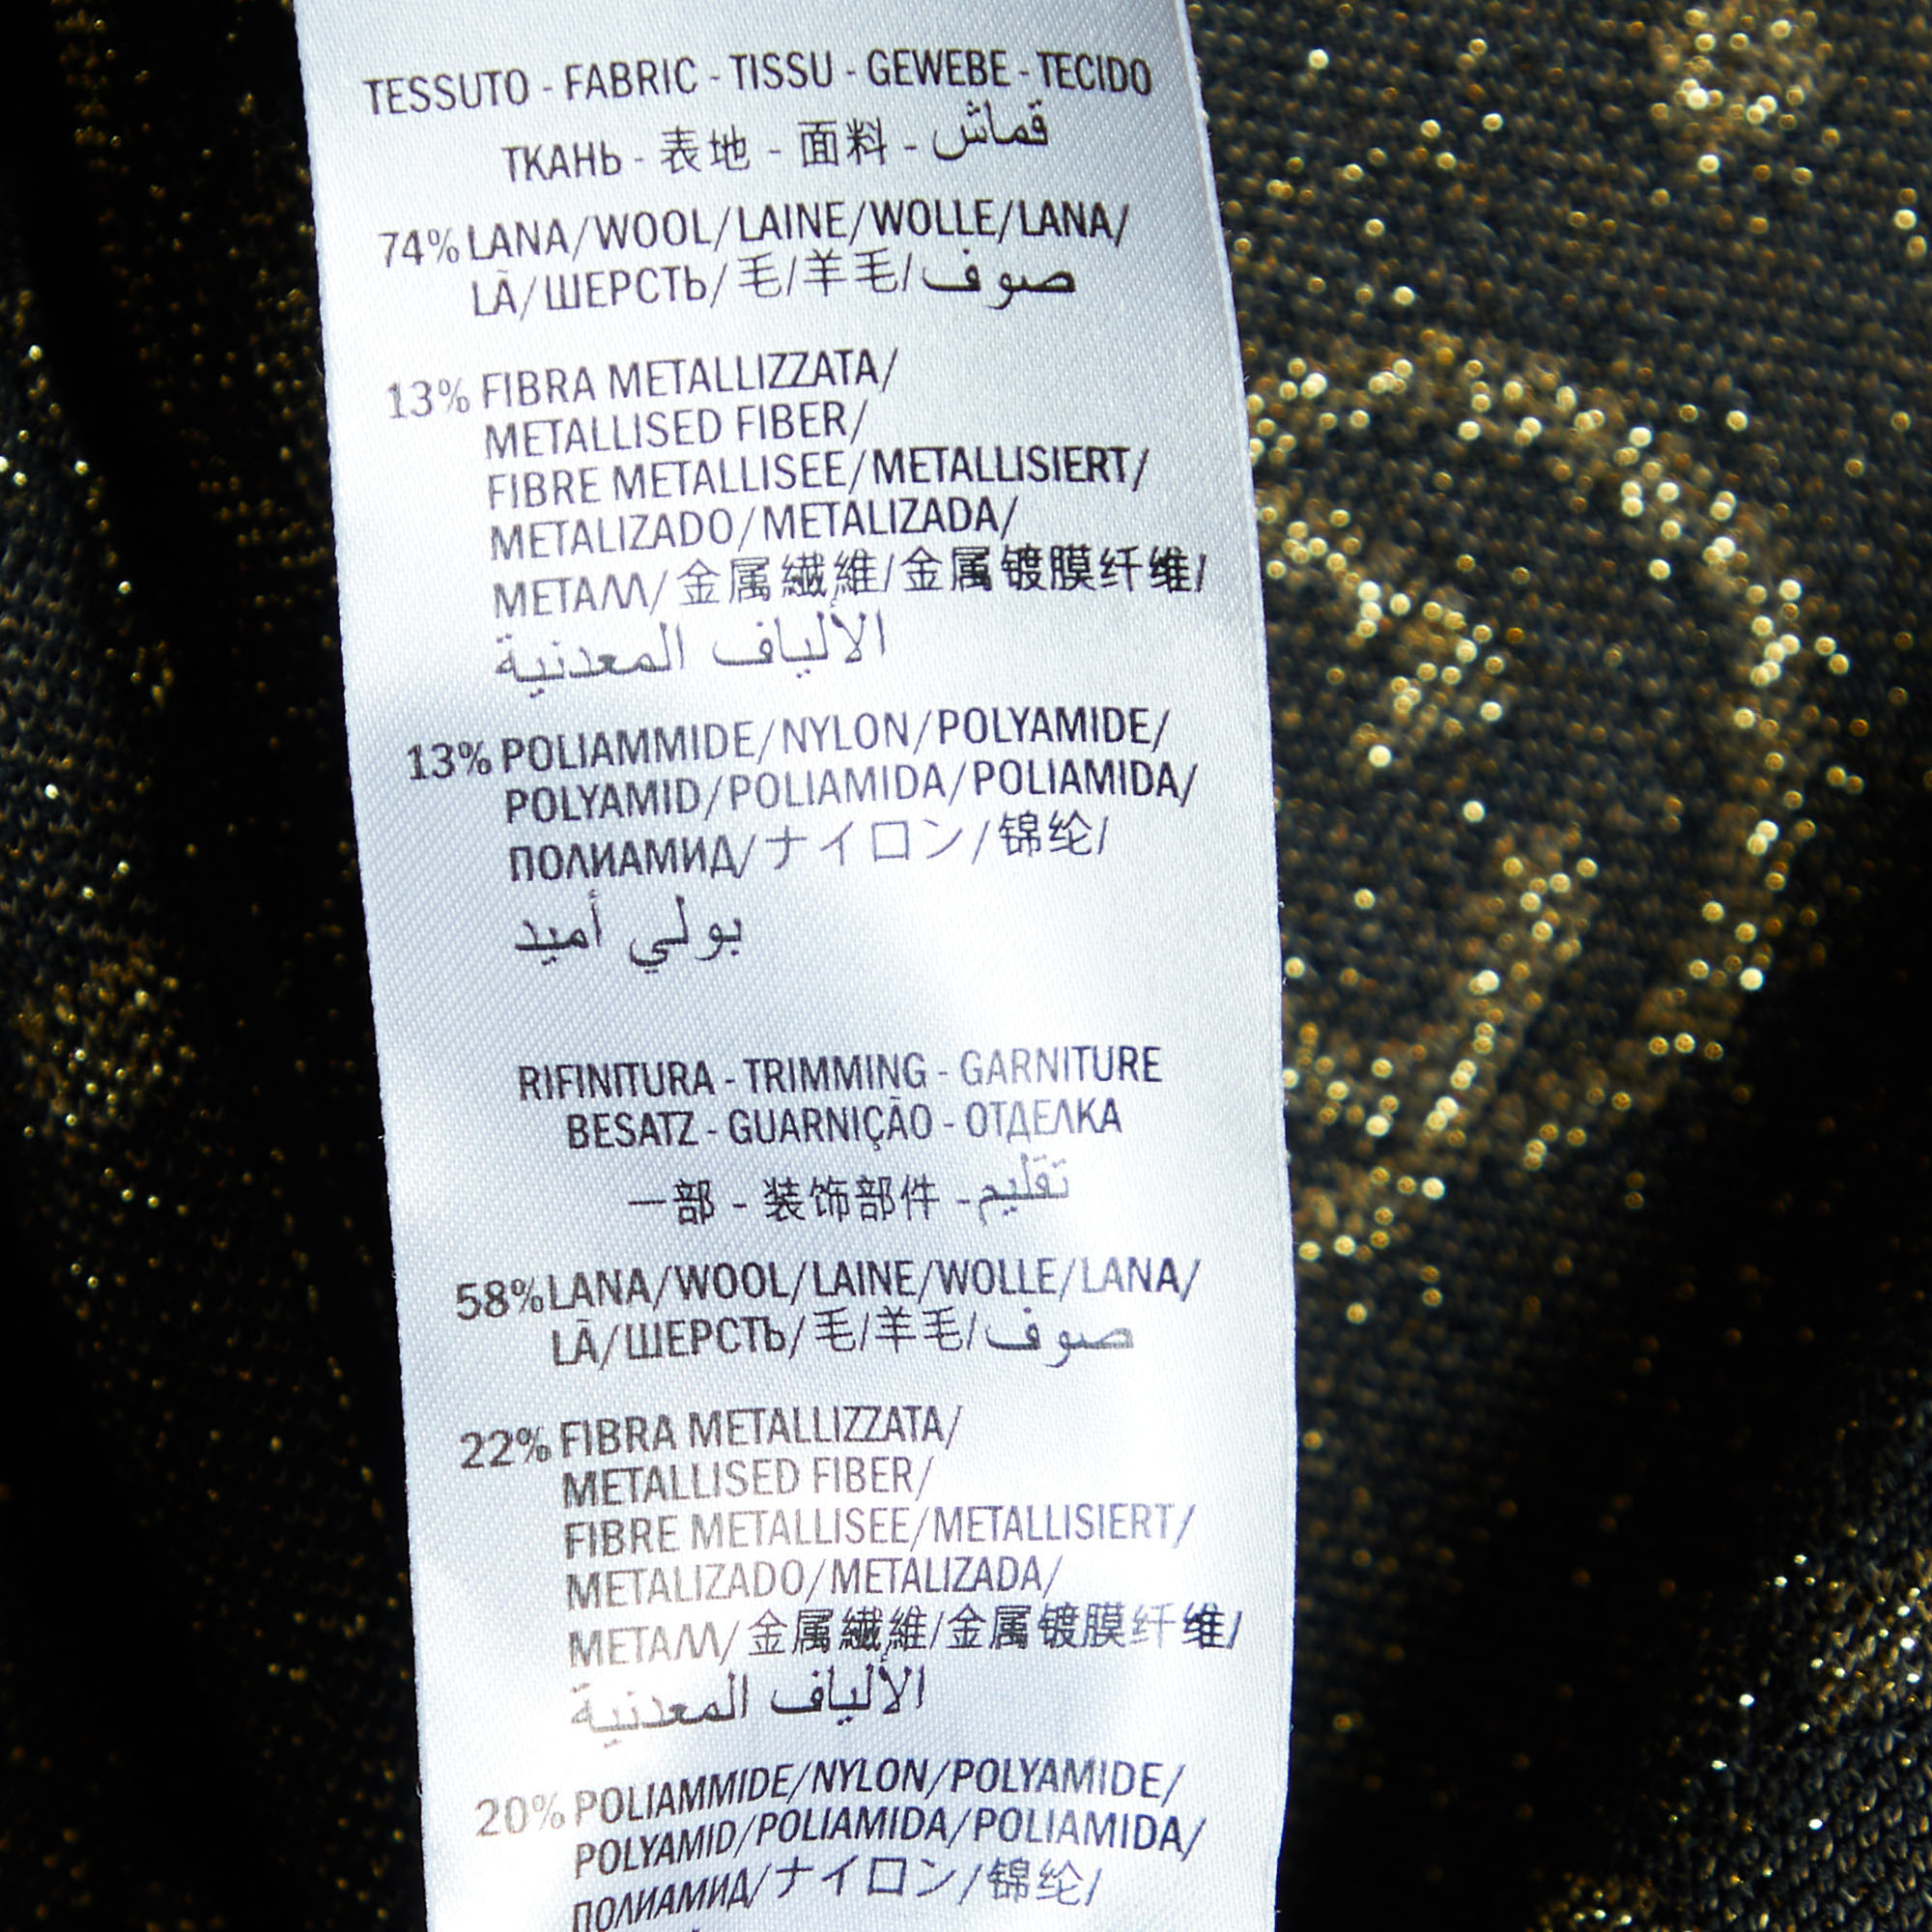 TESSUTO - FABRIC - TISSU - GEWEBE - TECIDO
ТКАНЬ - 表地 - 面料 - قماش
74% LANA/WOOL/LAINE/WOLLE/LANA/
LÃ/ШЕРСТЬ/毛/羊毛/صوف
13% FIBRA METALLIZZATA/
METALLISED FIBER/
FIBRE METALLISEE/METALLISIERT/
METALIZADO/METALIZADA/
МЕТАЛЛ/金属繊維/金属镀膜纤维/
الألياف المعدنية
13% POLIAMMIDE/NYLON/POLYAMIDE/
POLYAMID/POLIAMIDA/POLIAMIDA/
ПОЛИАМИД/ナイロン/锦纶/
بولي أميد
RIFINITURA - TRIMMING - GARNITURE
BESATZ - GUARNIÇÃO - ОТДЕЛКА
一部 - 装饰部件 - تقليم
58% LANA/WOOL/LAINE/WOLLE/LANA/
LÃ/ШЕРСТЬ/毛/羊毛/صوف
22% FIBRA METALLIZZATA/
METALLISED FIBER/
FIBRE METALLISEE/METALLISIERT/
METALIZADO/METALIZADA/
МЕТАЛЛ/金属繊維/金属镀膜纤维/
الألياف المعدنية
20% POLIAMMIDE/NYLON/POLYAMIDE/
POLYAMID/POLIAMIDA/POLIAMIDA/
ПОЛИАМИД/ナイロン/锦纶/